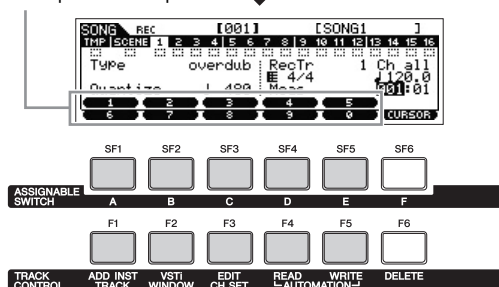 SONG REC [001] [SONG1 ]
TMP SCENE 1 2 3 4 5 6 7 8 9 10 11 12 13 14 15 16
Type overdub RecTr 1 Ch all
4/4 ♩120.0
Quantize 480 Meas 001:01
1 2 3 4 5
6 7 8 9 0 CURSOR
SF1 SF2 SF3 SF4 SF5 SF6
ASSIGNABLE SWITCH A B C D E F
F1 F2 F3 F4 F5 F6
TRACK CONTROL ADD INST TRACK VSTi WINDOW EDIT CH SET READ WRITE AUTOMATION DELETE